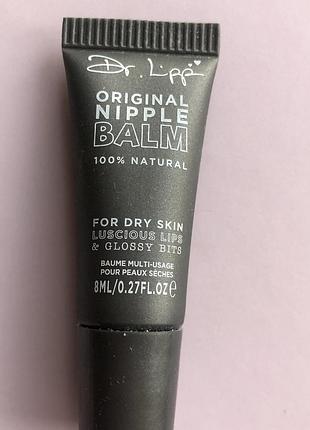 Dr. Lipp
ORIGINAL
NIPPLE
BALM
100% NATURAL
FOR DRY SKIN
LUSCIOUS LIPS
& GLOSSY BITS
BAUME MULTI-USAGE
POUR PEAUX SÈCHES
8ML/0.27FL.OZ℮